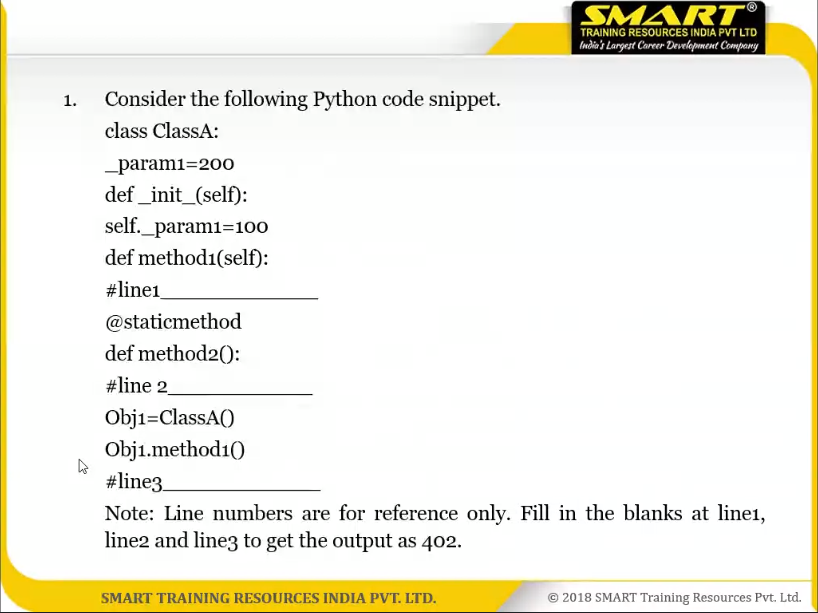 SMART®
TRAINING RESOURCES INDIA PVT LTD
India's Largest Career Development Company
1. Consider the following Python code snippet.
class ClassA:
_param1=200
def _init_(self):
self._param1=100
def method1(self):
#line1______________
@staticmethod
def method2():
#line 2_____________
Obj1=ClassA()
Obj1.method1()
#line3______________
Note: Line numbers are for reference only. Fill in the blanks at line1,
line2 and line3 to get the output as 402.
SMART TRAINING RESOURCES INDIA PVT. LTD.
© 2018 SMART Training Resources Pvt. Ltd.